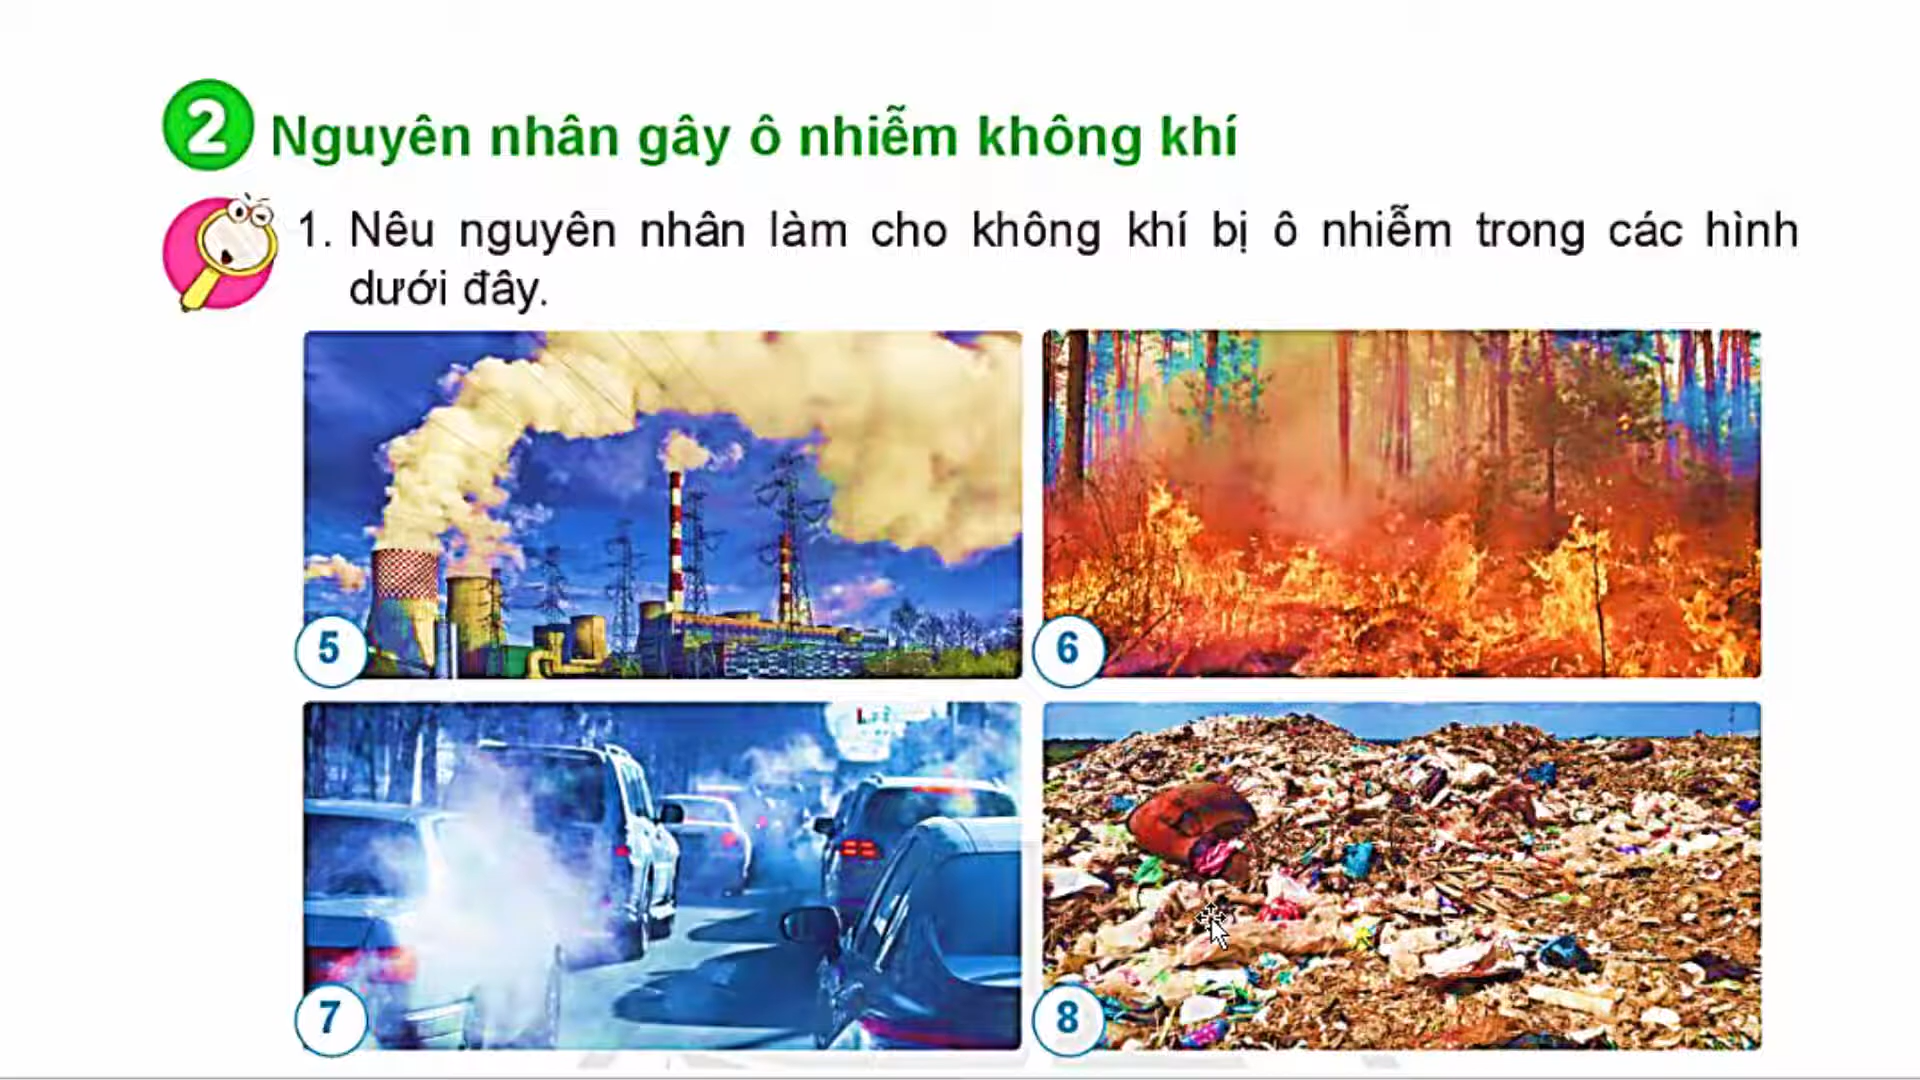 2 Nguyên nhân gây ô nhiễm không khí
1. Nêu nguyên nhân làm cho không khí bị ô nhiễm trong các hình
dưới đây.
5
6
7
8